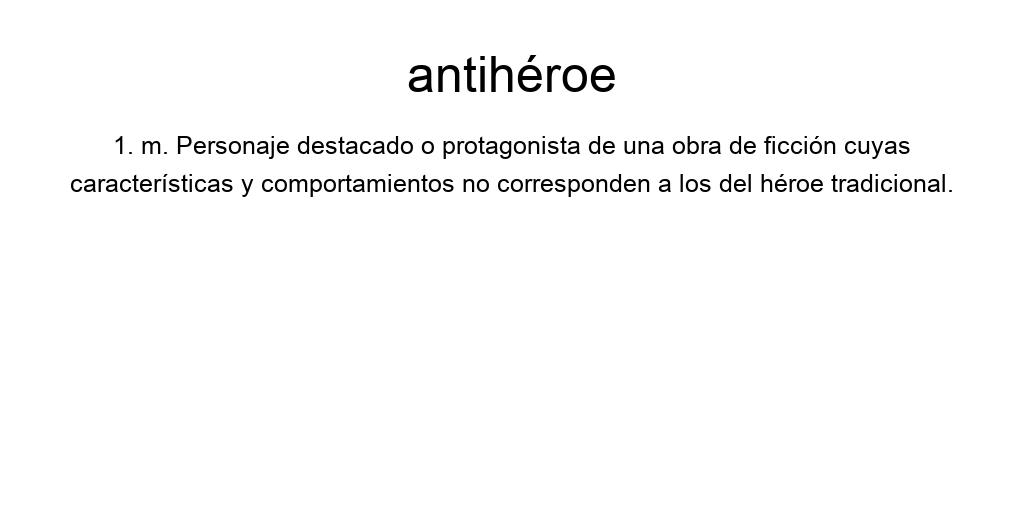 antihéroe
1. m. Personaje destacado o protagonista de una obra de ficción cuyas
características y comportamientos no corresponden a los del héroe tradicional.